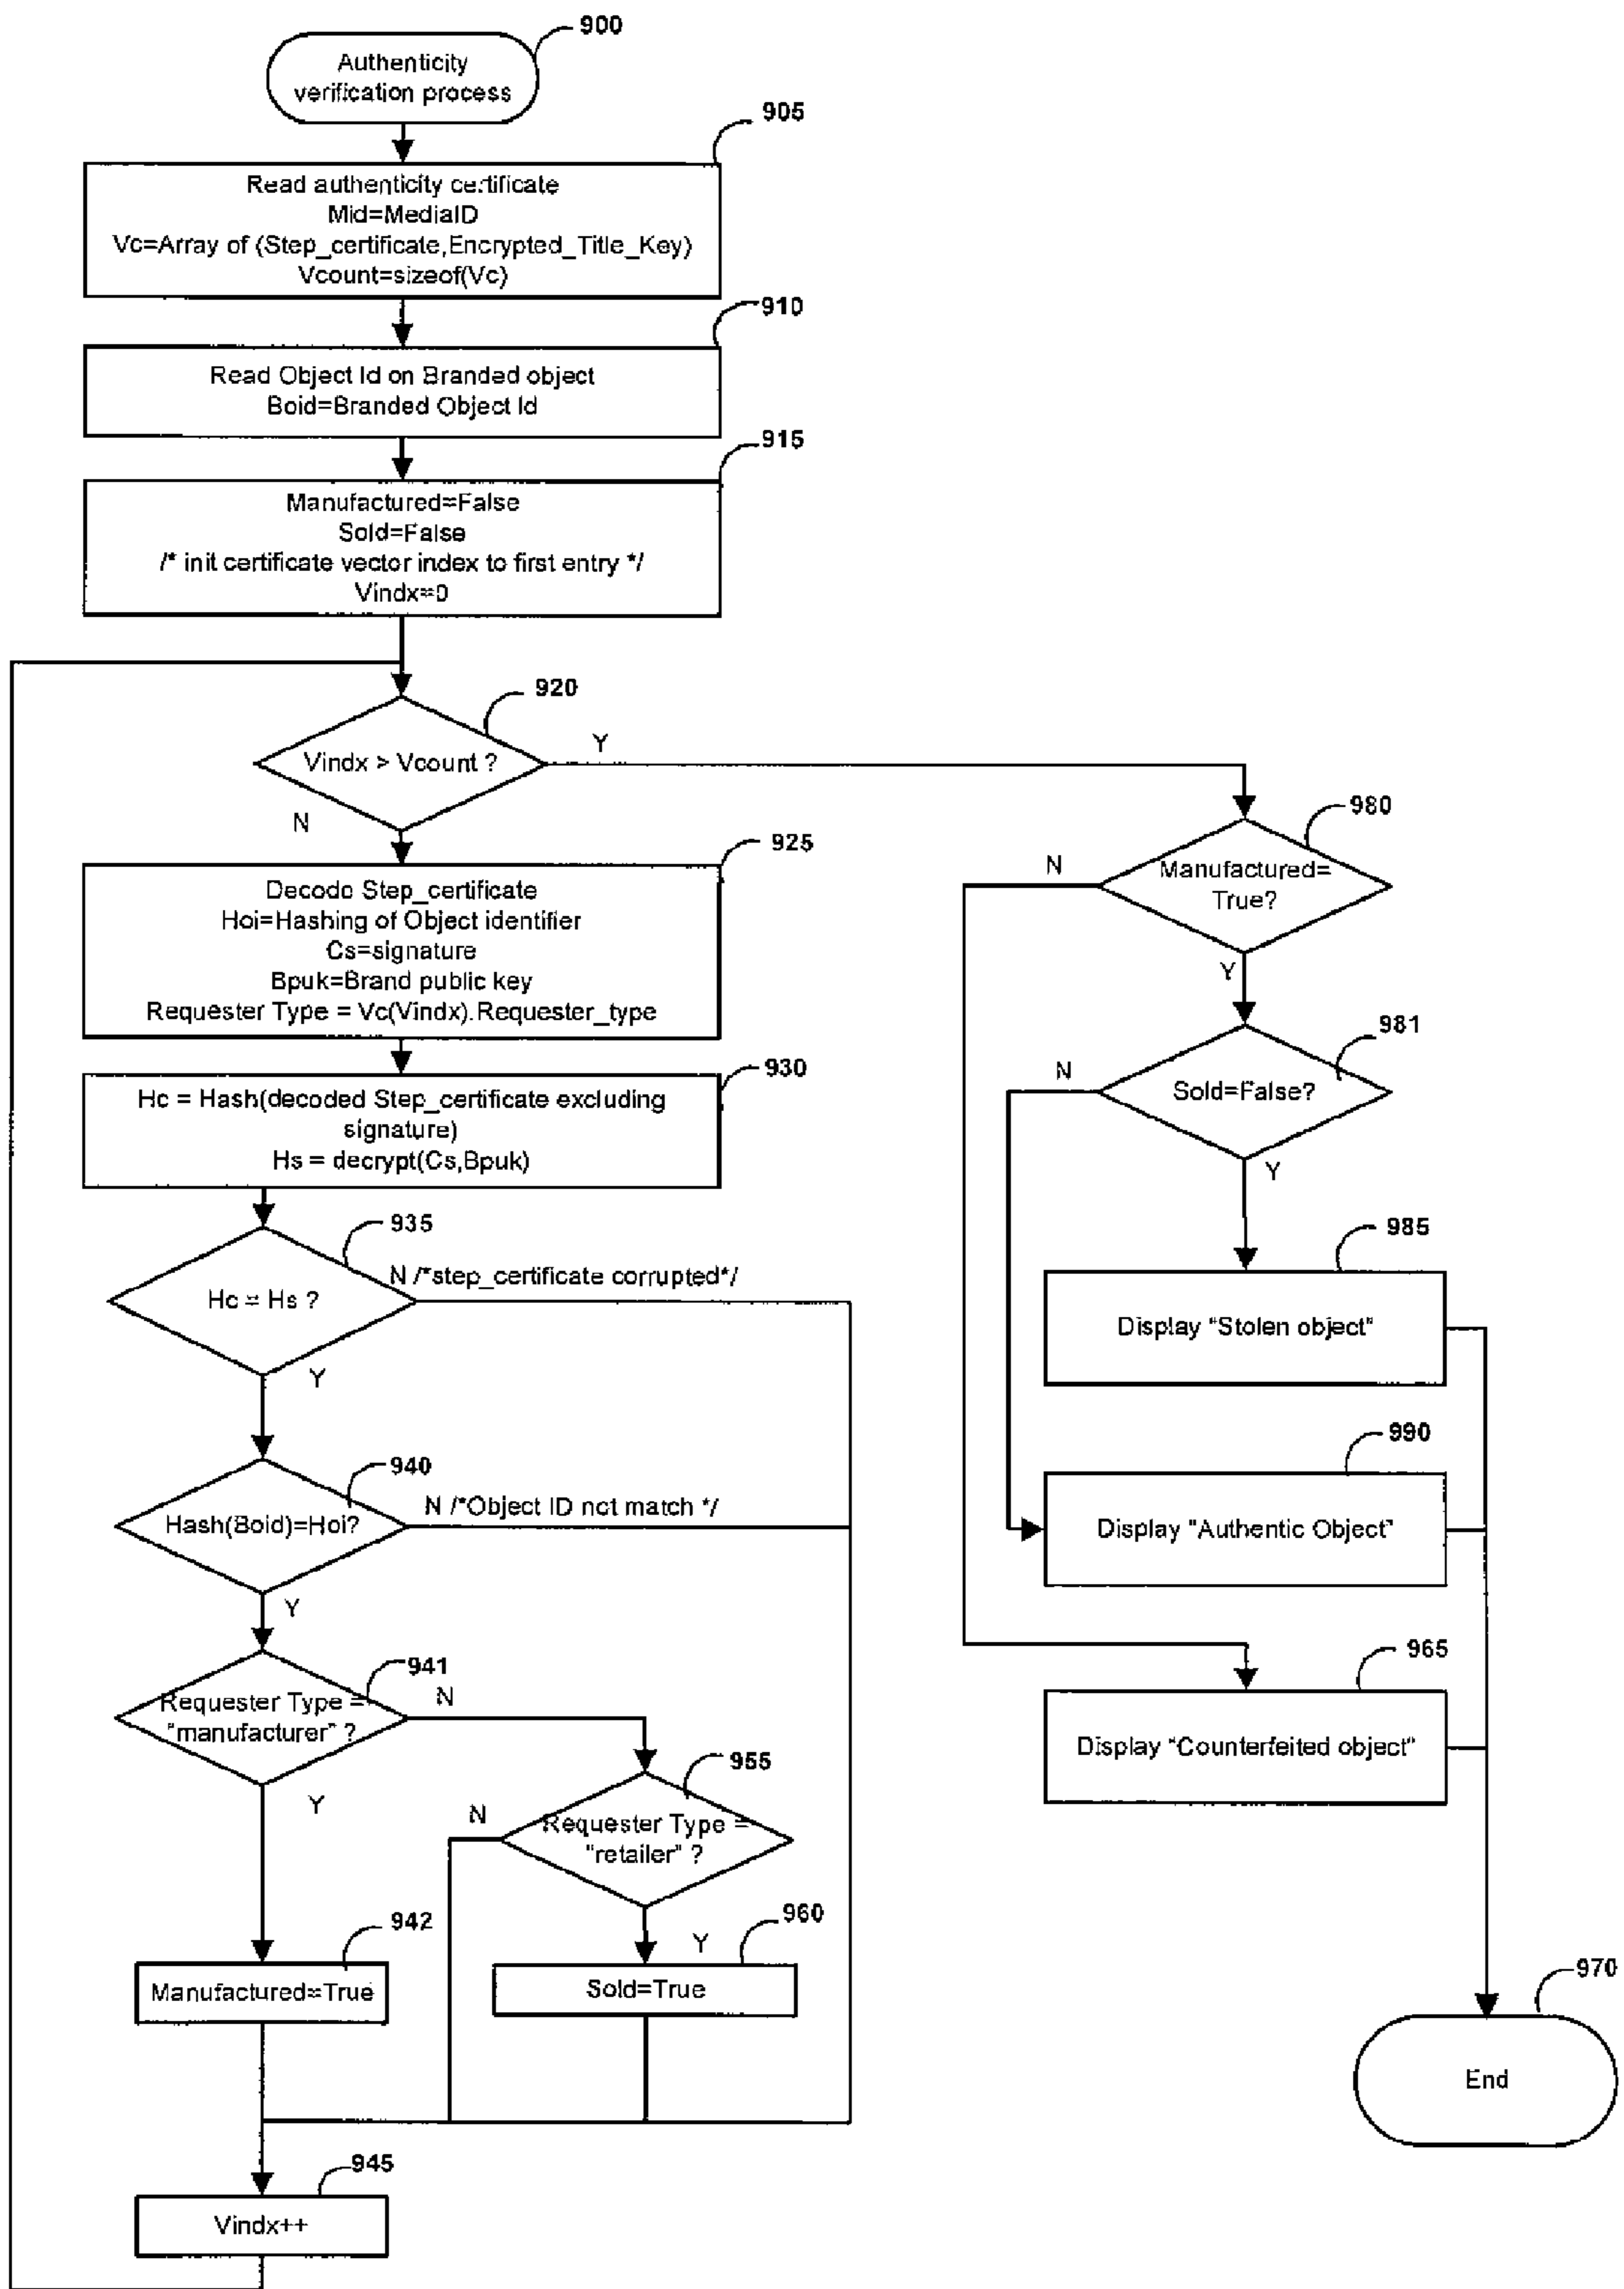 900
Authenticity
verification process
905
Read authenticity certificate
Mid=MediaID
Vc=Array of (Step_certificate,Encrypted_Title_Key)
Vcount=sizeof(Vc)
910
Read Object Id on Branded object
Boid=Branded Object Id
915
Manufactured=False
Sold=False
/* init certificate vector index to first entry */
Vindx=0
920
Vindx > Vcount ?
Y
N
925
Decode Step_certificate
Hoi=Hashing of Object identifier
Cs=signature
Bpuk=Brand public key
Requester Type = Vc(Vindx).Requester_type
930
Hc = Hash(decoded Step_certificate excluding
signature)
Hs = decrypt(Cs,Bpuk)
935
Hc = Hs ?
N /*step_certificate corrupted*/
Y
940
Hash(Boid)=Hoi?
N /*Object ID not match */
Y
941
Requester Type =
"manufacturer" ?
N
Y
955
Requester Type =
"retailer" ?
N
Y
942
Manufactured=True
960
Sold=True
945
Vindx++
980
Manufactured=
True?
N
Y
981
Sold=False?
N
Y
985
Display "Stolen object"
990
Display "Authentic Object"
965
Display "Counterfeited object"
970
End